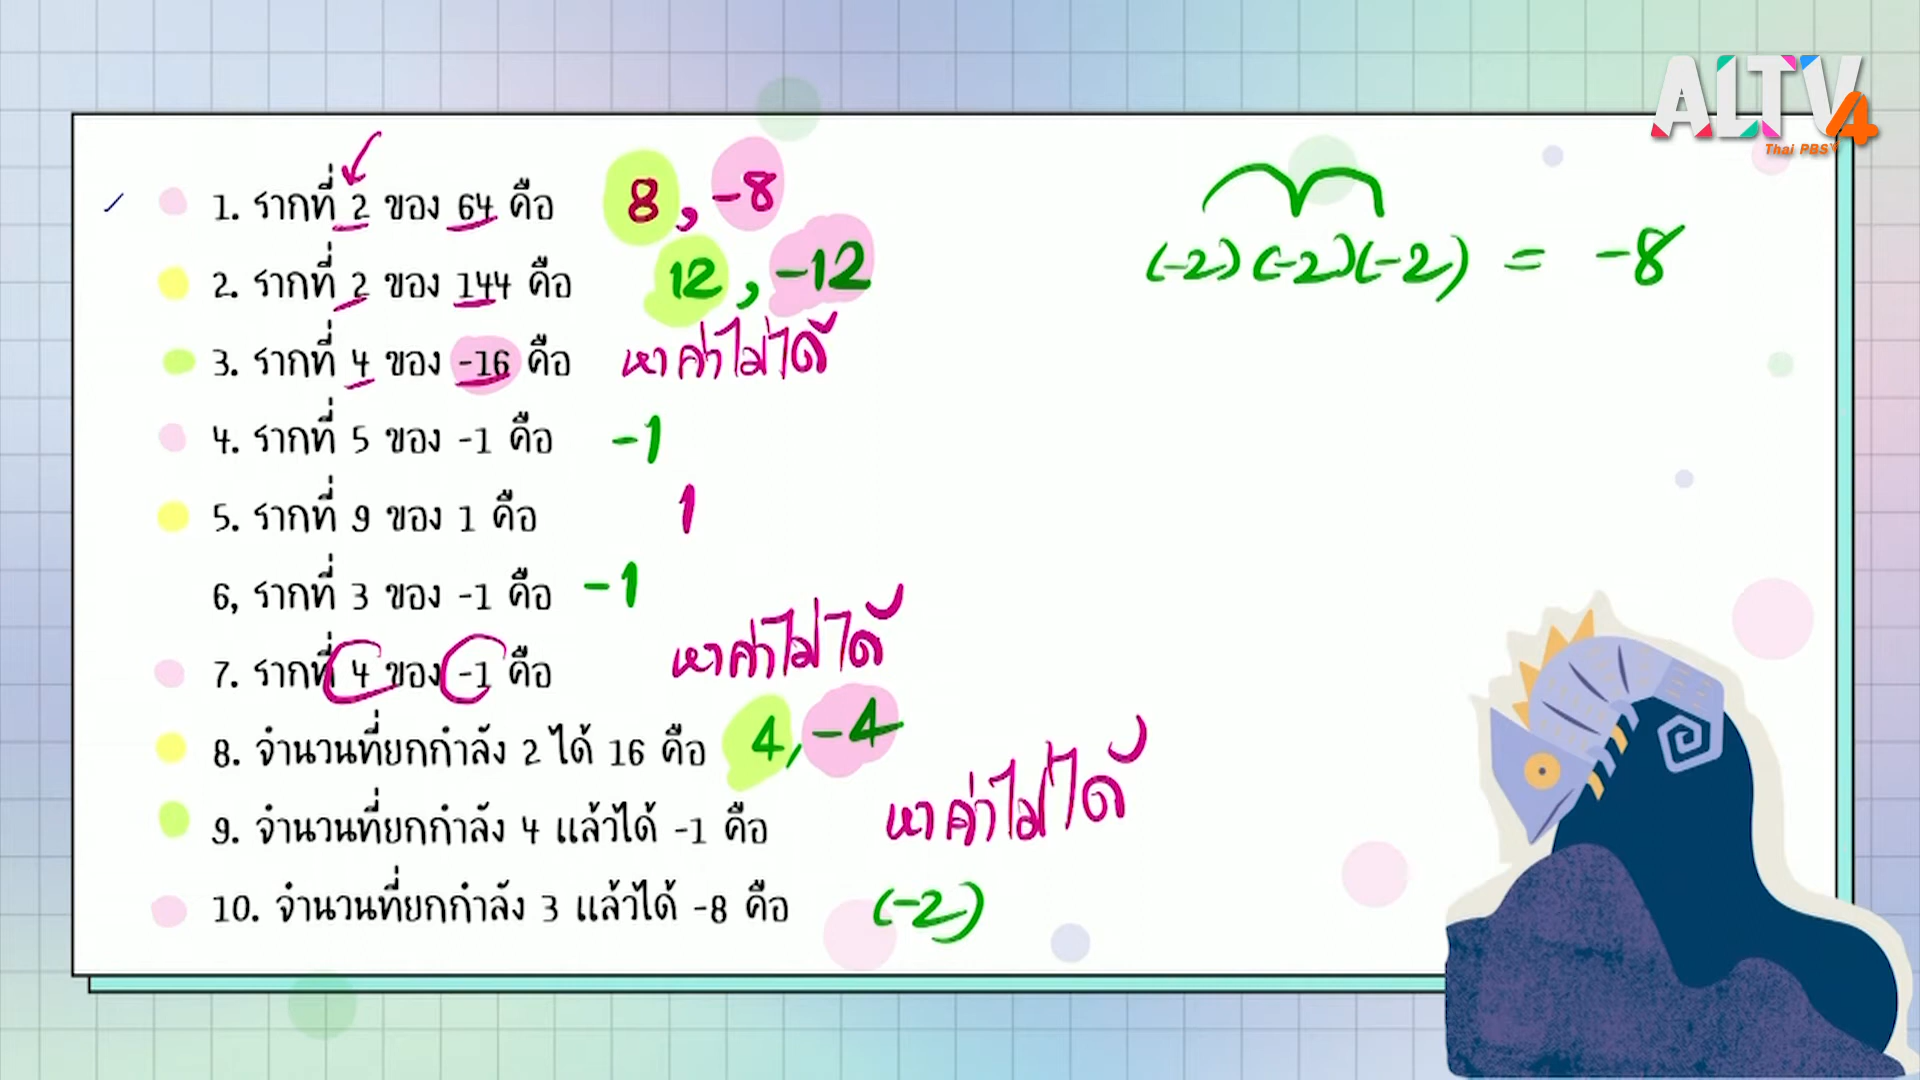 ALTV4
Thai PBS
1. รากที่ 2 ของ 64 คือ 8 , -8
2. รากที่ 2 ของ 144 คือ 12 , -12
3. รากที่ 4 ของ -16 คือ หาค่าไม่ได้
4. รากที่ 5 ของ -1 คือ -1
5. รากที่ 9 ของ 1 คือ 1
6, รากที่ 3 ของ -1 คือ -1
7. รากที่ 4 ของ -1 คือ หาค่าไม่ได้
8. จำนวนที่ยกกำลัง 2 ได้ 16 คือ 4, -4
9. จำนวนที่ยกกำลัง 4 แล้วได้ -1 คือ หาค่าไม่ได้
10. จำนวนที่ยกกำลัง 3 แล้วได้ -8 คือ (-2)
(-2)(-2)(-2) = -8